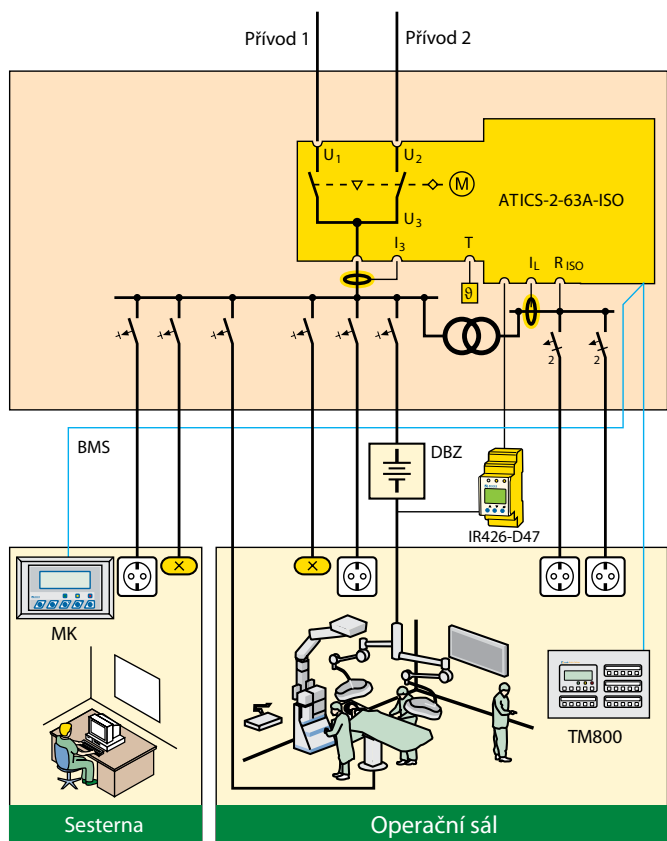 Přívod 1
Přívod 2
U1
U2
M
ATICS-2-63A-ISO
U3
I3
T
IL
R ISO
ϑ
2
2
BMS
DBZ
IR426-D47
MK
TM800
Sesterna
Operační sál